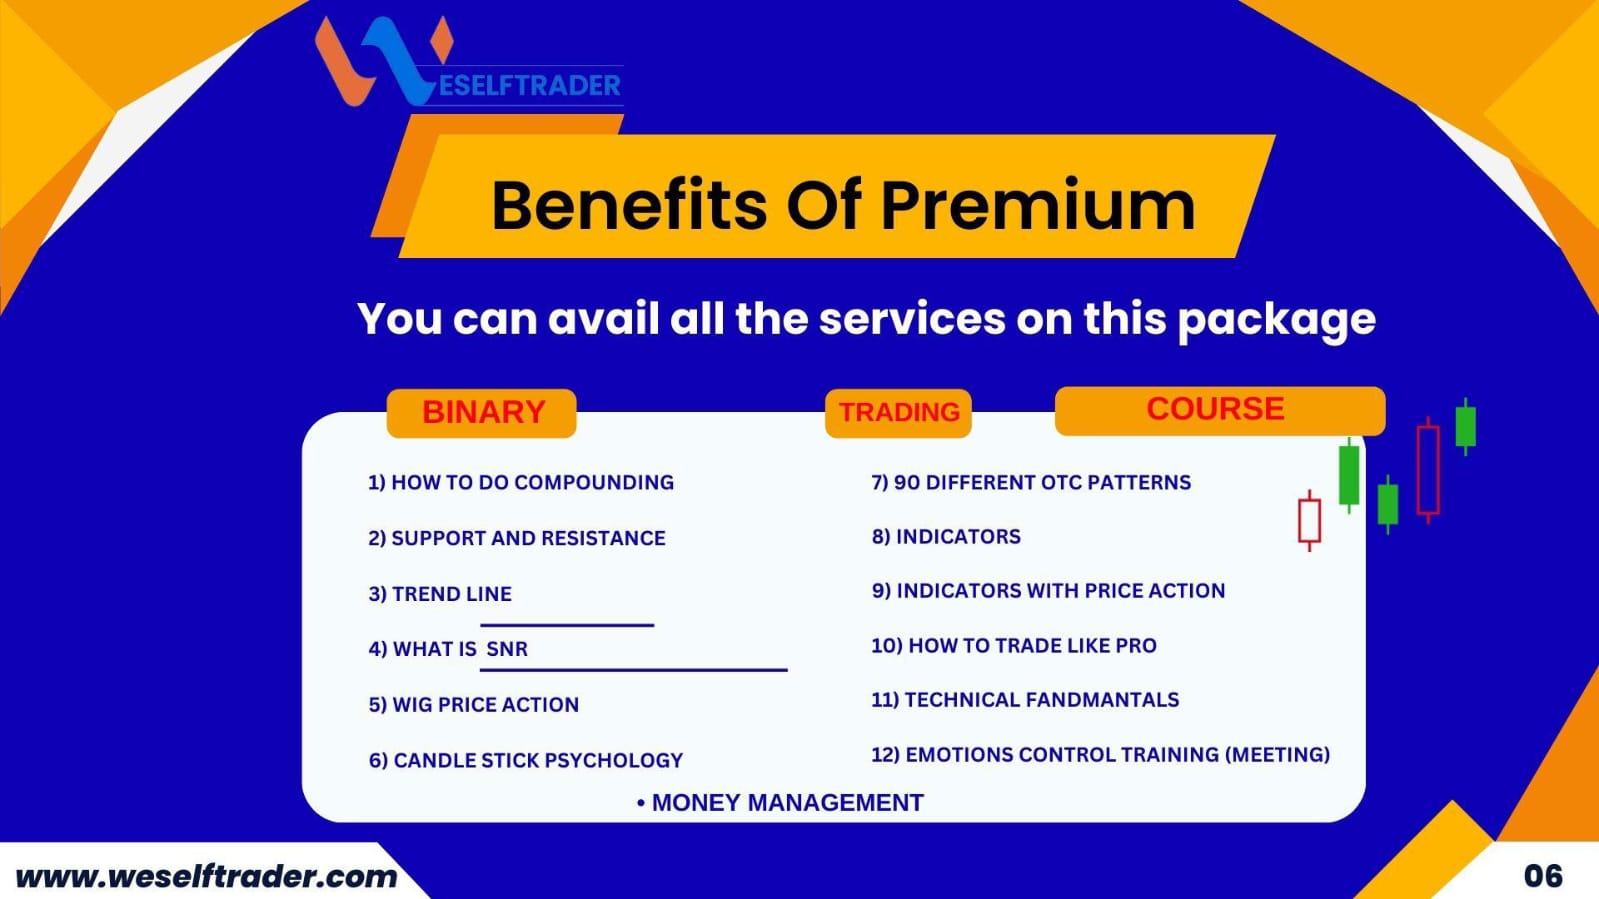 WESELFTRADER
Benefits Of Premium
You can avail all the services on this package
BINARY
TRADING
COURSE
1) HOW TO DO COMPOUNDING
2) SUPPORT AND RESISTANCE
3) TREND LINE
4) WHAT IS SNR
5) WIG PRICE ACTION
6) CANDLE STICK PSYCHOLOGY
7) 90 DIFFERENT OTC PATTERNS
8) INDICATORS
9) INDICATORS WITH PRICE ACTION
10) HOW TO TRADE LIKE PRO
11) TECHNICAL FANDMANTALS
12) EMOTIONS CONTROL TRAINING (MEETING)
• MONEY MANAGEMENT
www.weselftrader.com
06